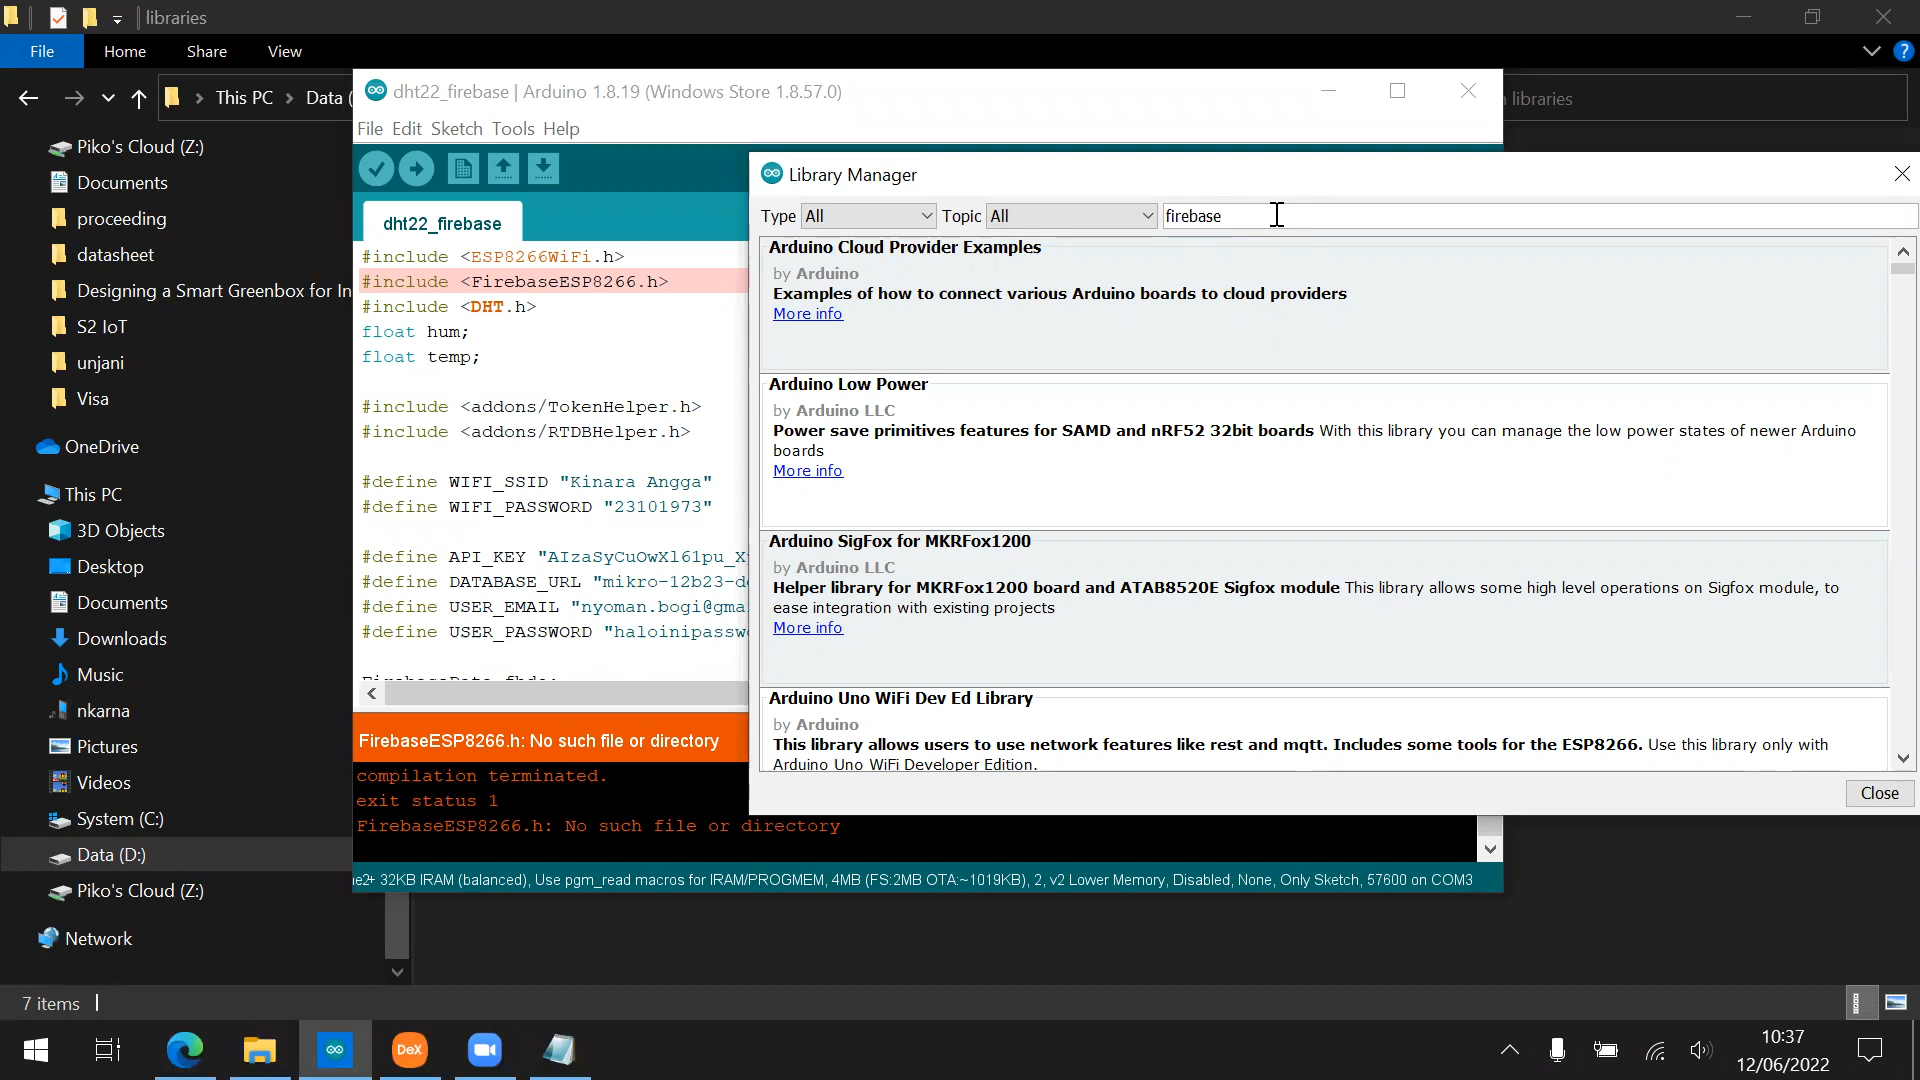 libraries
File
Home
Share
View
This PC
Data (
libraries
Piko's Cloud (Z:)
Documents
proceeding
datasheet
Designing a Smart Greenbox for In
S2 IoT
unjani
Visa
OneDrive
This PC
3D Objects
Desktop
Documents
Downloads
Music
nkarna
Pictures
Videos
System (C:)
Data (D:)
Piko's Cloud (Z:)
Network
7 items
dht22_firebase | Arduino 1.8.19 (Windows Store 1.8.57.0)
File Edit Sketch Tools Help
dht22_firebase
#include <ESP8266WiFi.h>
#include <FirebaseESP8266.h>
#include <DHT.h>
float hum;
float temp;
#include <addons/TokenHelper.h>
#include <addons/RTDBHelper.h>
#define WIFI_SSID "Kinara Angga"
#define WIFI_PASSWORD "23101973"
#define API_KEY "AIzaSyCuOwXl61pu_X
#define DATABASE_URL "mikro-12b23-d
#define USER_EMAIL "nyoman.bogi@gma
#define USER_PASSWORD "haloinipassw
FirebaseData fbdo;
FirebaseESP8266.h: No such file or directory
compilation terminated.
exit status 1
FirebaseESP8266.h: No such file or directory
e2+ 32KB IRAM (balanced), Use pgm_read macros for IRAM/PROGMEM, 4MB (FS:2MB OTA:~1019KB), 2, v2 Lower Memory, Disabled, None, Only Sketch, 57600 on COM3
Library Manager
Type All Topic All firebase
Arduino Cloud Provider Examples
by Arduino
Examples of how to connect various Arduino boards to cloud providers
More info
Arduino Low Power
by Arduino LLC
Power save primitives features for SAMD and nRF52 32bit boards With this library you can manage the low power states of newer Arduino
boards
More info
Arduino SigFox for MKRFox1200
by Arduino LLC
Helper library for MKRFox1200 board and ATAB8520E Sigfox module This library allows some high level operations on Sigfox module, to
ease integration with existing projects
More info
Arduino Uno WiFi Dev Ed Library
by Arduino
This library allows users to use network features like rest and mqtt. Includes some tools for the ESP8266. Use this library only with
Arduino Uno WiFi Developer Edition.
Close
DeX
10:37
12/06/2022